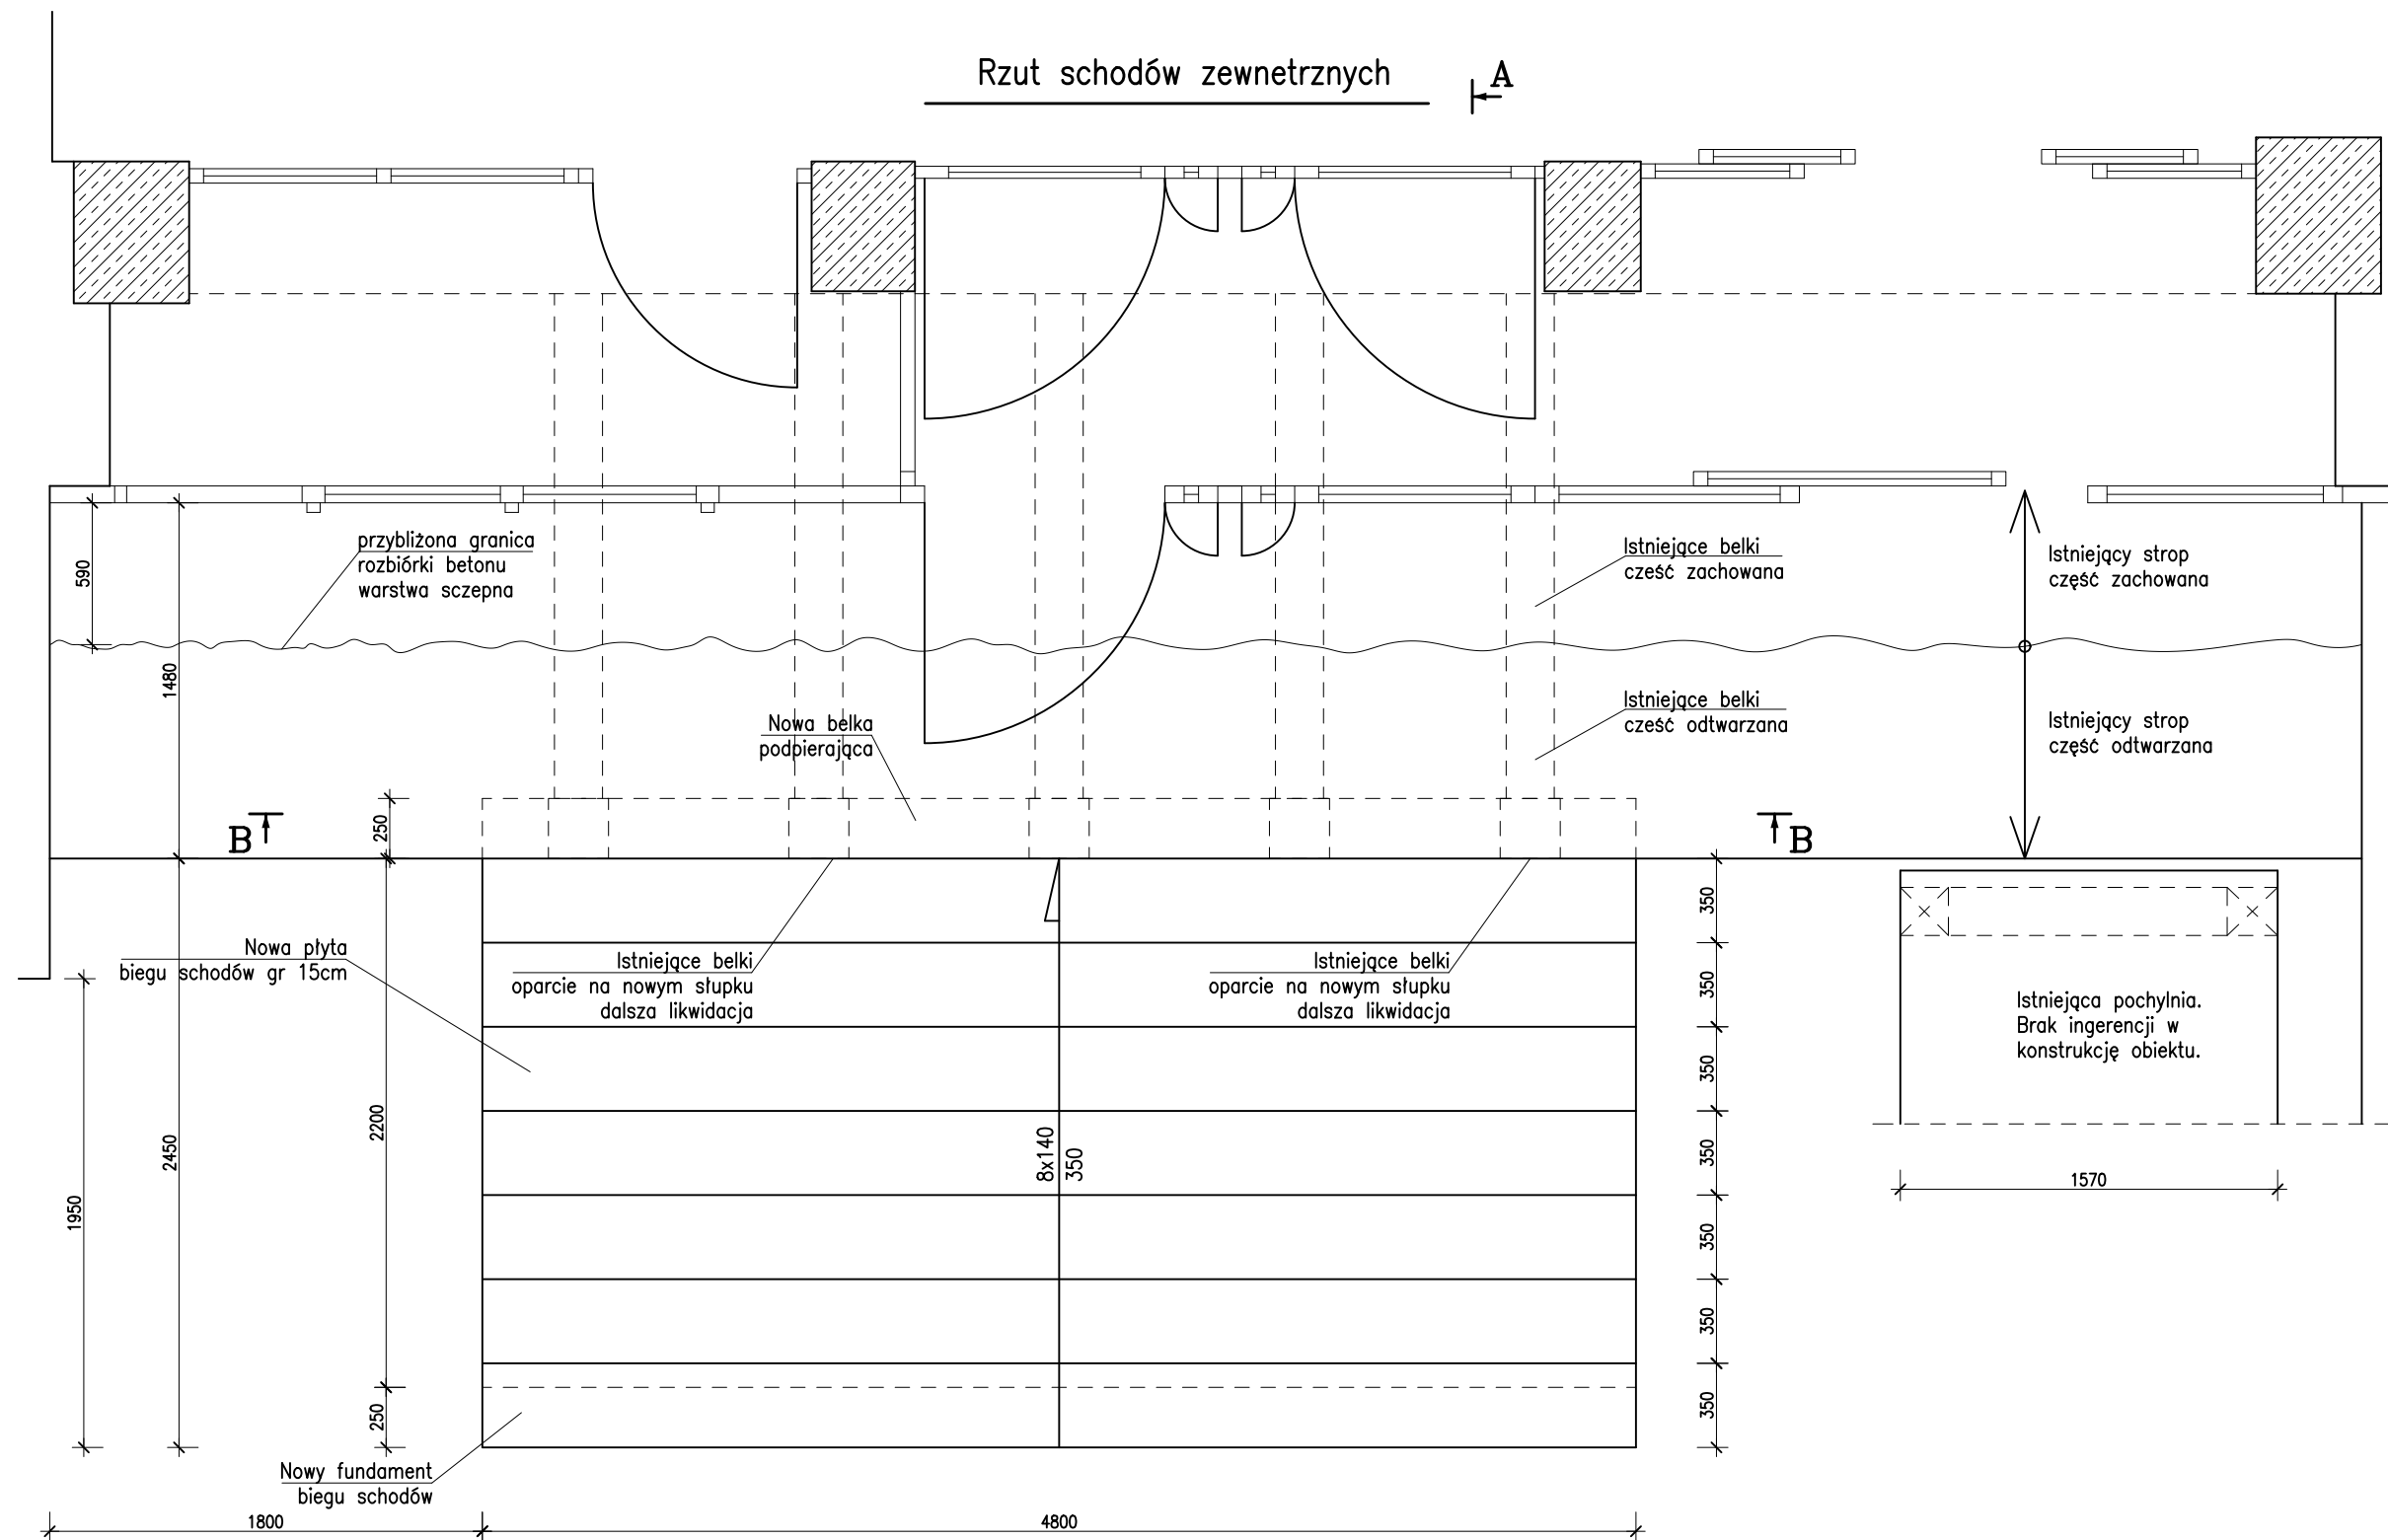 Rzut schodów zewnetrznych
A
przybliżona granica
rozbiórki betonu
warstwa sczepna
Istniejące belki
cześć zachowana
Istniejący strop
część zachowana
590
1480
Nowa belka
podpierająca
Istniejące belki
cześć odtwarzana
Istniejący strop
część odtwarzana
250
B
B
Nowa płyta
biegu schodów gr 15cm
Istniejące belki
oparcie na nowym słupku
dalsza likwidacja
Istniejące belki
oparcie na nowym słupku
dalsza likwidacja
Istniejąca pochylnia.
Brak ingerencji w
konstrukcję obiektu.
350
350
350
350
350
350
350
1950
2450
2200
250
8x140
350
1570
Nowy fundament
biegu schodów
1800
4800